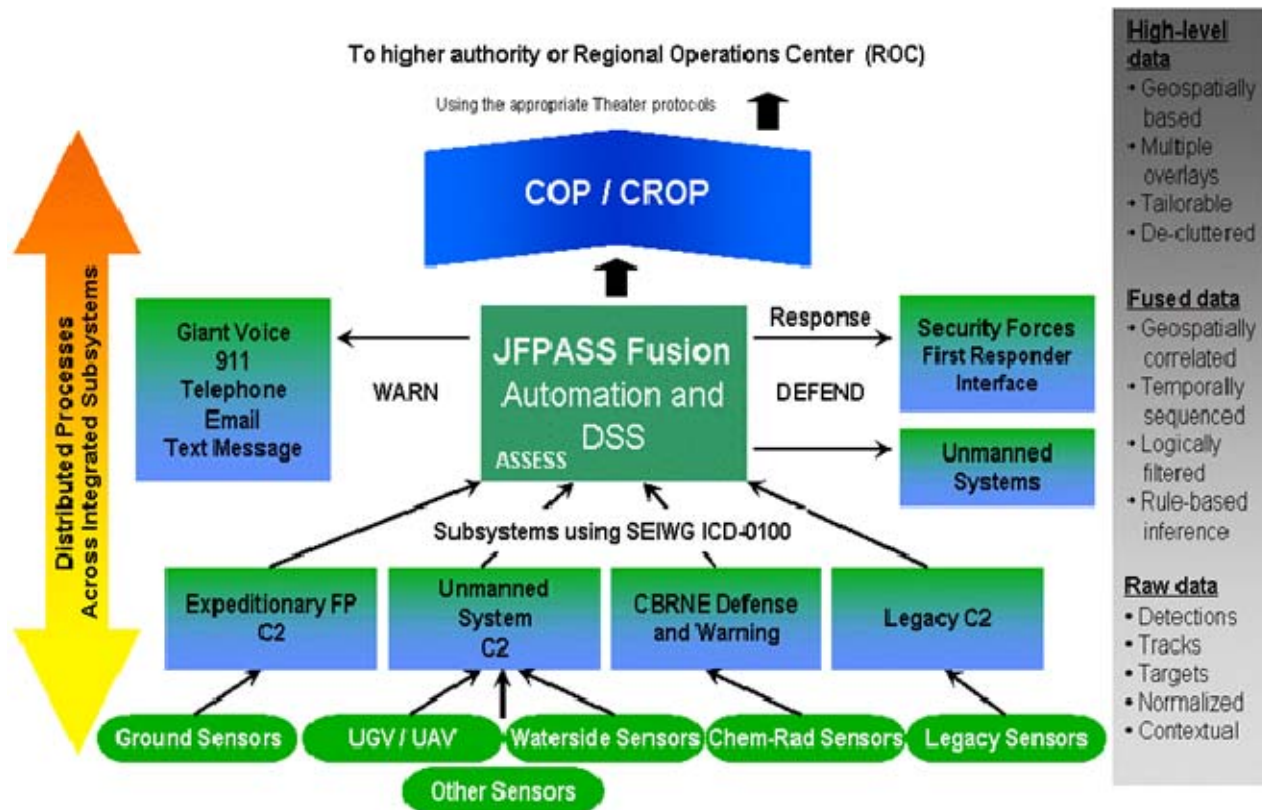 To higher authority or Regional Operations Center (ROC)
Using the appropriate Theater protocols
COP / CROP
Distributed Processes
Across Integrated Subsystems
Giant Voice
911
Telephone
Email
Text Message
WARN
JFPASS Fusion
Automation and
DSS
ASSESS
Response
DEFEND
Security Forces
First Responder
Interface
Unmanned
Systems
Subsystems using SEIWG ICD-0100
Expeditionary FP
C2
Unmanned
System
C2
CBRNE Defense
and Warning
Legacy C2
Ground Sensors
UGV / UAV
Waterside Sensors
Chem-Rad Sensors
Legacy Sensors
Other Sensors
High-level
data
• Geospatially
based
• Multiple
overlays
• Tailorable
• De-cluttered
Fused data
• Geospatially
correlated
• Temporally
sequenced
• Logically
filtered
• Rule-based
inference
Raw data
• Detections
• Tracks
• Targets
• Normalized
• Contextual